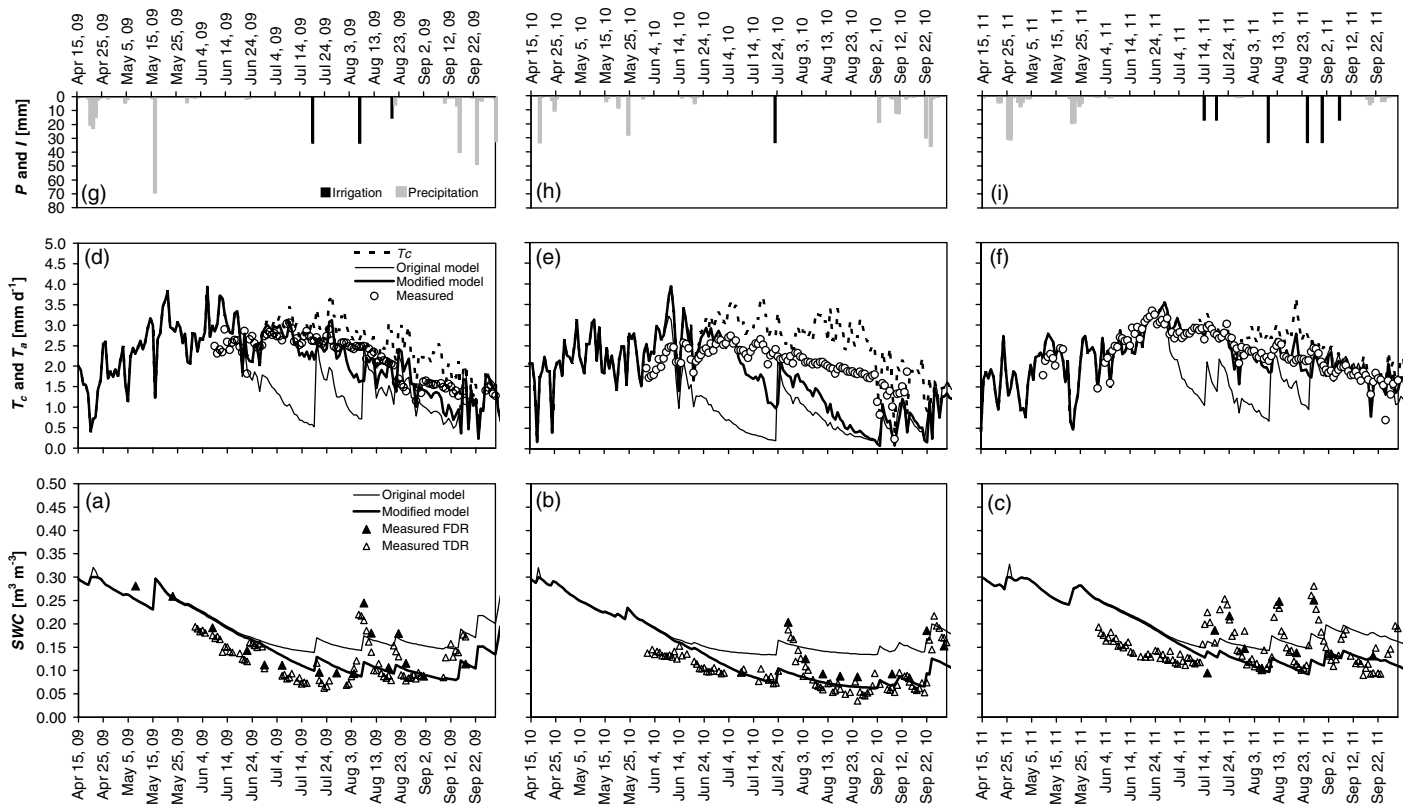 Apr 15, 09
Apr 25, 09
May 5, 09
May 15, 09
May 25, 09
Jun 4, 09
Jun 14, 09
Jun 24, 09
Jul 4, 09
Jul 14, 09
Jul 24, 09
Aug 3, 09
Aug 13, 09
Aug 23, 09
Sep 2, 09
Sep 12, 09
Sep 22, 09
Apr 15, 10
Apr 25, 10
May 5, 10
May 15, 10
May 25, 10
Jun 4, 10
Jun 14, 10
Jun 24, 10
Jul 4, 10
Jul 14, 10
Jul 24, 10
Aug 3, 10
Aug 13, 10
Aug 23, 10
Sep 2, 10
Sep 12, 10
Sep 22, 10
Apr 15, 11
Apr 25, 11
May 5, 11
May 15, 11
May 25, 11
Jun 4, 11
Jun 14, 11
Jun 24, 11
Jul 4, 11
Jul 14, 11
Jul 24, 11
Aug 3, 11
Aug 13, 11
Aug 23, 11
Sep 2, 11
Sep 12, 11
Sep 22, 11
P and I [mm]
0
10
20
30
40
50
60
70
80
(g)
Irrigation
Precipitation
(h)
(i)
Tc and Ta [mm d-1]
5.0
4.5
4.0
3.5
3.0
2.5
2.0
1.5
1.0
0.5
0.0
(d)
Tc
Original model
Modified model
Measured
(e)
(f)
SWC [m3 m-3]
0.50
0.45
0.40
0.35
0.30
0.25
0.20
0.15
0.10
0.05
0.00
(a)
Original model
Modified model
Measured FDR
Measured TDR
(b)
(c)
Apr 15, 09
Apr 25, 09
May 5, 09
May 15, 09
May 25, 09
Jun 4, 09
Jun 14, 09
Jun 24, 09
Jul 4, 09
Jul 14, 09
Jul 24, 09
Aug 3, 09
Aug 13, 09
Aug 23, 09
Sep 2, 09
Sep 12, 09
Sep 22, 09
Apr 15, 10
Apr 25, 10
May 5, 10
May 15, 10
May 25, 10
Jun 4, 10
Jun 14, 10
Jun 24, 10
Jul 4, 10
Jul 14, 10
Jul 24, 10
Aug 3, 10
Aug 13, 10
Aug 23, 10
Sep 2, 10
Sep 12, 10
Sep 22, 10
Apr 15, 11
Apr 25, 11
May 5, 11
May 15, 11
May 25, 11
Jun 4, 11
Jun 14, 11
Jun 24, 11
Jul 4, 11
Jul 14, 11
Jul 24, 11
Aug 3, 11
Aug 13, 11
Aug 23, 11
Sep 2, 11
Sep 12, 11
Sep 22, 11